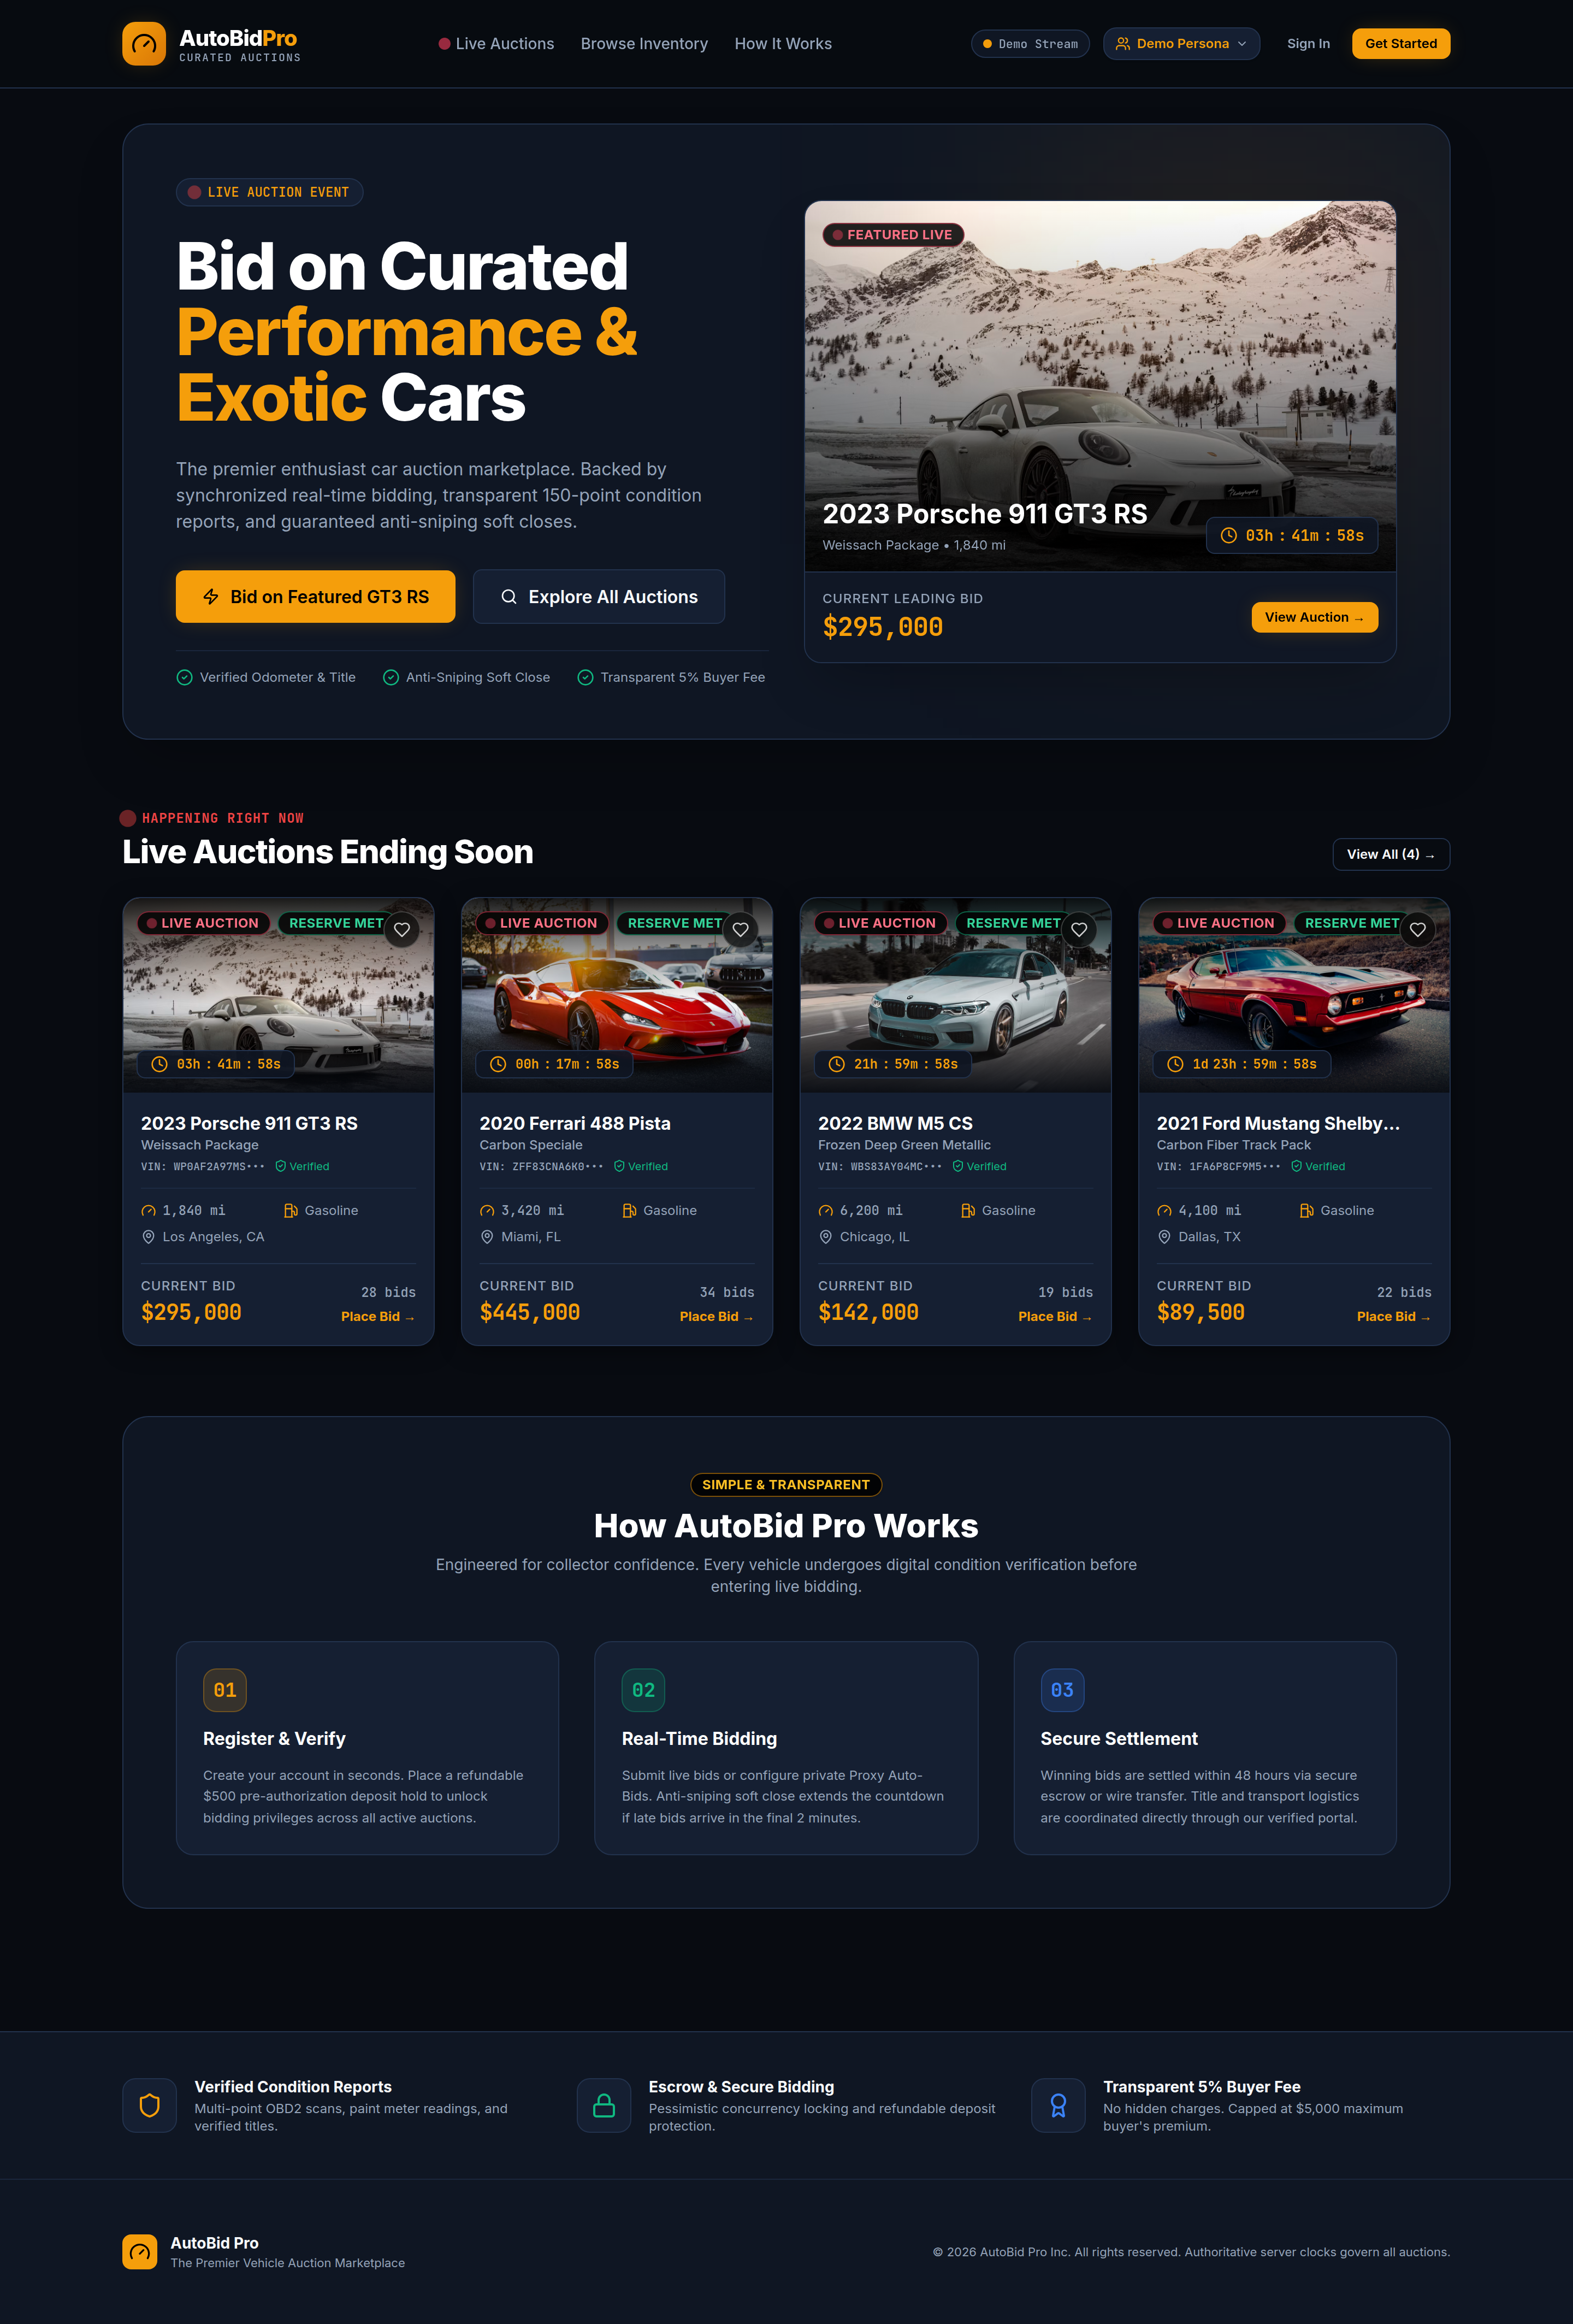 AutoBidPro
CURATED AUCTIONS
Live Auctions
Browse Inventory
How It Works
Demo Stream
Demo Persona
Sign In
Get Started
LIVE AUCTION EVENT
Bid on Curated
Performance &
Exotic Cars
The premier enthusiast car auction marketplace. Backed by
synchronized real-time bidding, transparent 150-point condition
reports, and guaranteed anti-sniping soft closes.
Bid on Featured GT3 RS
Explore All Auctions
Verified Odometer & Title
Anti-Sniping Soft Close
Transparent 5% Buyer Fee
FEATURED LIVE
2023 Porsche 911 GT3 RS
Weissach Package • 1,840 mi
03h : 41m : 58s
CURRENT LEADING BID
$295,000
View Auction →
HAPPENING RIGHT NOW
Live Auctions Ending Soon
View All (4) →
LIVE AUCTION
RESERVE MET
03h : 41m : 58s
2023 Porsche 911 GT3 RS
Weissach Package
VIN: WP0AF2A97MS••• Verified
1,840 mi
Gasoline
Los Angeles, CA
CURRENT BID
$295,000
28 bids
Place Bid →
LIVE AUCTION
RESERVE MET
00h : 17m : 58s
2020 Ferrari 488 Pista
Carbon Speciale
VIN: ZFF83CNA6K0••• Verified
3,420 mi
Gasoline
Miami, FL
CURRENT BID
$445,000
34 bids
Place Bid →
LIVE AUCTION
RESERVE MET
21h : 59m : 58s
2022 BMW M5 CS
Frozen Deep Green Metallic
VIN: WBS83AY04MC••• Verified
6,200 mi
Gasoline
Chicago, IL
CURRENT BID
$142,000
19 bids
Place Bid →
LIVE AUCTION
RESERVE MET
1d 23h : 59m : 58s
2021 Ford Mustang Shelby...
Carbon Fiber Track Pack
VIN: 1FA6P8CF9M5••• Verified
4,100 mi
Gasoline
Dallas, TX
CURRENT BID
$89,500
22 bids
Place Bid →
SIMPLE & TRANSPARENT
How AutoBid Pro Works
Engineered for collector confidence. Every vehicle undergoes digital condition verification before
entering live bidding.
01
Register & Verify
Create your account in seconds. Place a refundable
$500 pre-authorization deposit hold to unlock
bidding privileges across all active auctions.
02
Real-Time Bidding
Submit live bids or configure private Proxy Auto-
Bids. Anti-sniping soft close extends the countdown
if late bids arrive in the final 2 minutes.
03
Secure Settlement
Winning bids are settled within 48 hours via secure
escrow or wire transfer. Title and transport logistics
are coordinated directly through our verified portal.
Verified Condition Reports
Multi-point OBD2 scans, paint meter readings, and
verified titles.
Escrow & Secure Bidding
Pessimistic concurrency locking and refundable deposit
protection.
Transparent 5% Buyer Fee
No hidden charges. Capped at $5,000 maximum
buyer's premium.
AutoBid Pro
The Premier Vehicle Auction Marketplace
© 2026 AutoBid Pro Inc. All rights reserved. Authoritative server clocks govern all auctions.